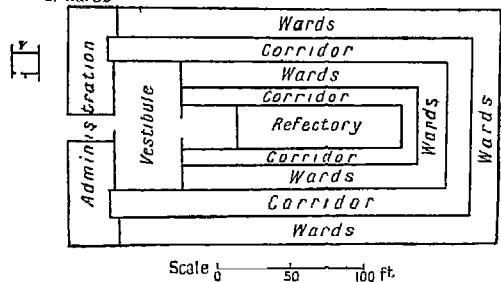 Wards
Corridor
Wards
Corridor
Refectory
Corridor
Wards
Corridor
Wards
Wards
Wards
Administration
Vestibule
Scale 0 50 100 ft.